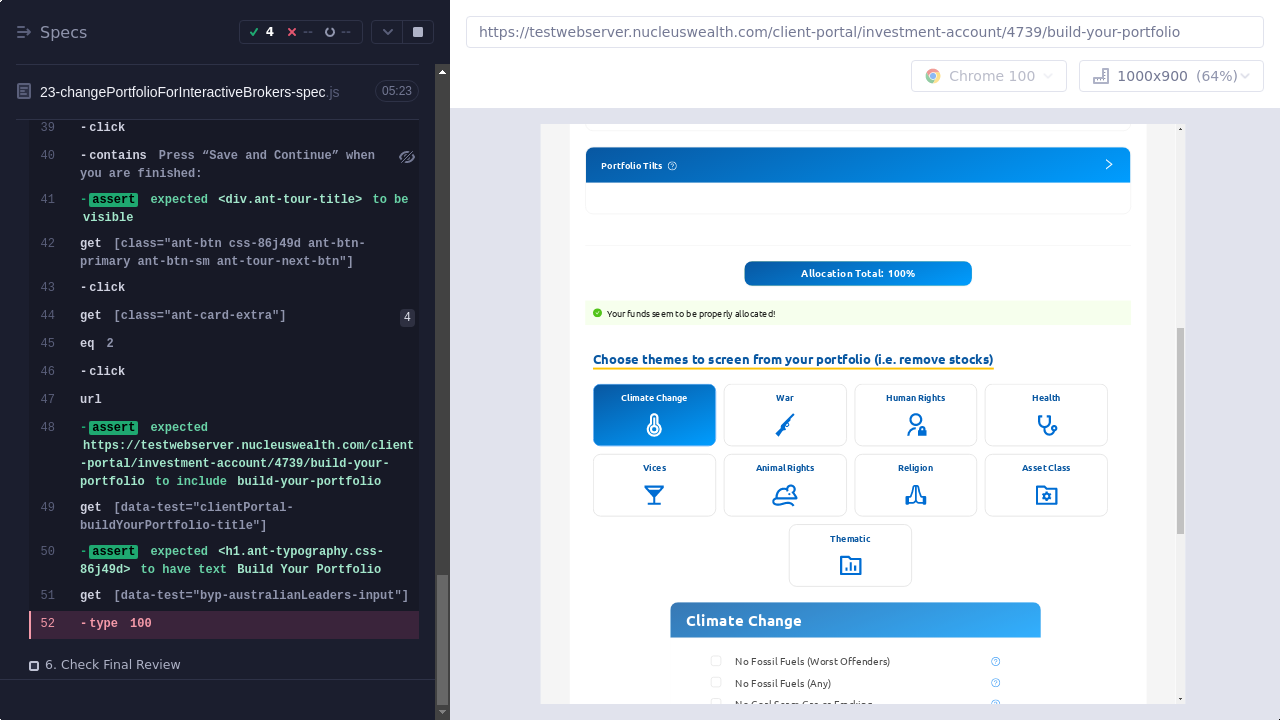 Specs
4
--
--
23-changePortfolioForInteractiveBrokers-spec.js
05:23
39 -click
40 -contains Press “Save and Continue” when
you are finished:
41 -assert expected <div.ant-tour-title> to be
visible
42 get [class="ant-btn css-86j49d ant-btn-
primary ant-btn-sm ant-tour-next-btn"]
43 -click
44 get [class="ant-card-extra"] 4
45 eq 2
46 -click
47 url
48 -assert expected
https://testwebserver.nucleuswealth.com/client
-portal/investment-account/4739/build-your-
portfolio to include build-your-portfolio
49 get [data-test="clientPortal-
buildYourPortfolio-title"]
50 -assert expected <h1.ant-typography.css-
86j49d> to have text Build Your Portfolio
51 get [data-test="byp-australianLeaders-input"]
52 -type 100
6. Check Final Review
https://testwebserver.nucleuswealth.com/client-portal/investment-account/4739/build-your-portfolio
Chrome 100
1000x900 (64%)
Portfolio Tilts
Allocation Total: 100%
Your funds seem to be properly allocated!
Choose themes to screen from your portfolio (i.e. remove stocks)
Climate Change
War
Human Rights
Health
Vices
Animal Rights
Religion
Asset Class
Thematic
Climate Change
No Fossil Fuels (Worst Offenders)
No Fossil Fuels (Any)